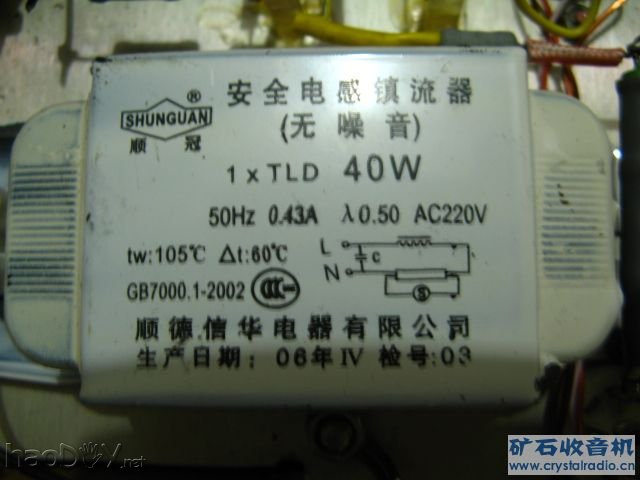 安全电感镇流器
SHUNGUAN ®
(无噪音)
顺冠
1 x TLD 40W
50Hz 0.43A λ0.50 AC220V
tw:105℃ Δt:60℃
L
C
N
S
GB7000.1-2002 CCC
顺德信华电器有限公司
生产日期: 06年IV 检号:03
haoDIY.net
矿石收音机
www.crystalradio.cn